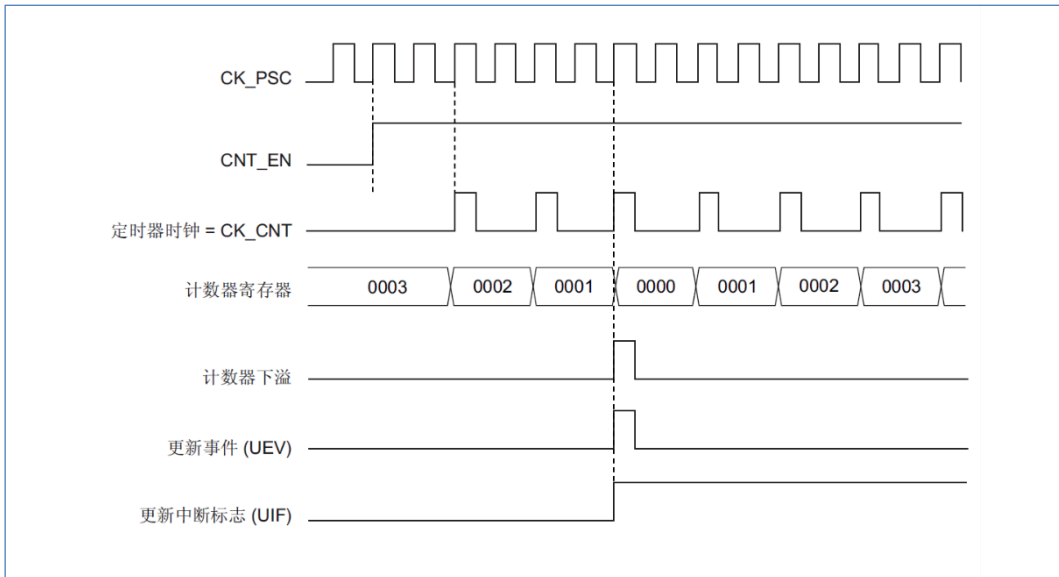 CK_PSC
CNT_EN
定时器时钟 = CK_CNT
计数器寄存器 0003 0002 0001 0000 0001 0002 0003
计数器下溢
更新事件 (UEV)
更新中断标志 (UIF)